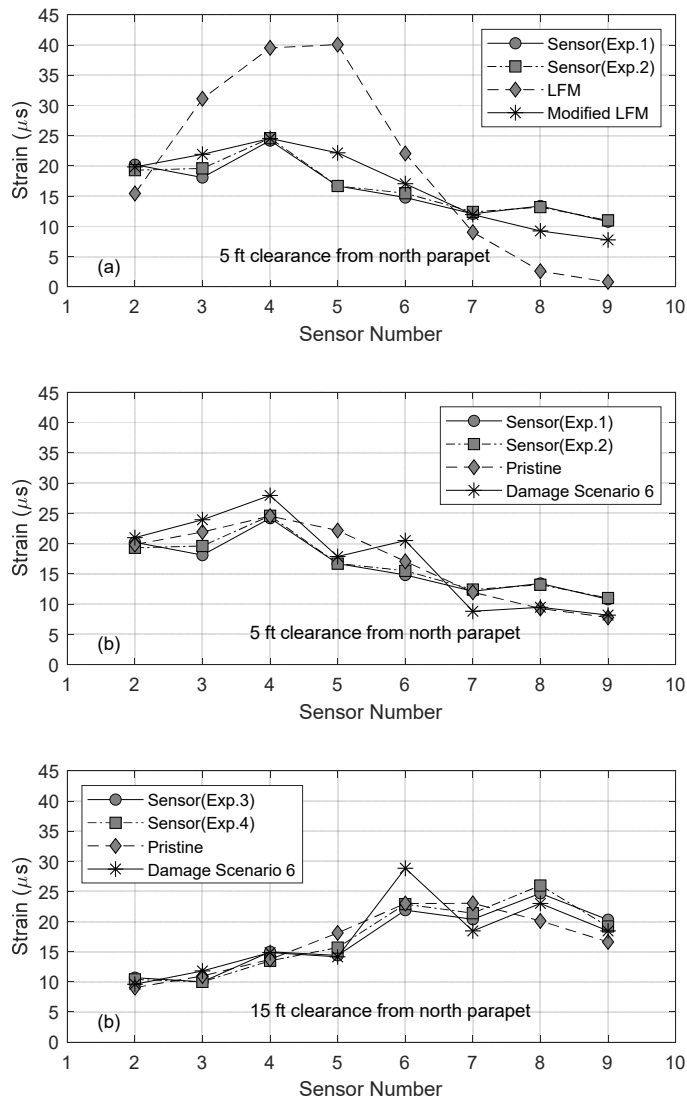 45
40
35
30
25
20
15
10
5
0
Strain (μs)
Sensor(Exp.1)
Sensor(Exp.2)
LFM
Modified LFM
5 ft clearance from north parapet
(a)
1 2 3 4 5 6 7 8 9 10
Sensor Number
45
40
35
30
25
20
15
10
5
0
Strain (μs)
Sensor(Exp.1)
Sensor(Exp.2)
Pristine
Damage Scenario 6
5 ft clearance from north parapet
(b)
1 2 3 4 5 6 7 8 9 10
Sensor Number
45
40
35
30
25
20
15
10
5
0
Strain (μs)
Sensor(Exp.3)
Sensor(Exp.4)
Pristine
Damage Scenario 6
15 ft clearance from north parapet
(b)
1 2 3 4 5 6 7 8 9 10
Sensor Number